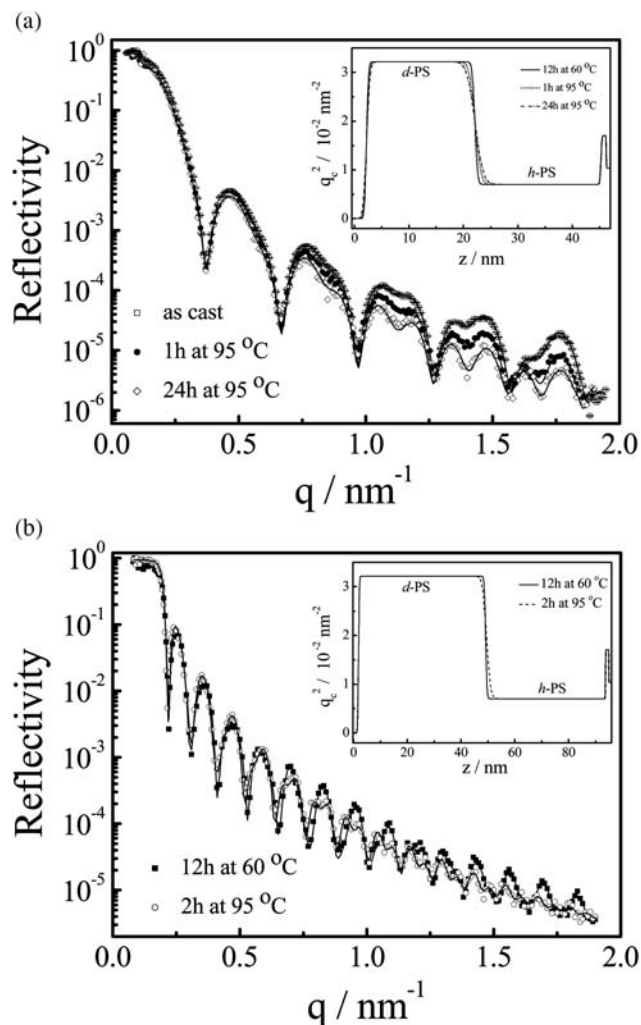 (a)
10⁰
10⁻¹
10⁻²
10⁻³
10⁻⁴
10⁻⁵
10⁻⁶
Reflectivity
as cast
1h at 95 °C
24h at 95 °C
0.0 0.5 1.0 1.5 2.0
q / nm⁻¹
3
2
1
0
q_c² / 10⁻² nm⁻²
d-PS
12h at 60 °C
1h at 95 °C
24h at 95 °C
h-PS
0 10 20 30 40
z / nm
(b)
10⁰
10⁻¹
10⁻²
10⁻³
10⁻⁴
10⁻⁵
Reflectivity
12h at 60 °C
2h at 95 °C
0.0 0.5 1.0 1.5 2.0
q / nm⁻¹
3
2
1
0
q_c² / 10⁻² nm⁻²
d-PS
12h at 60 °C
2h at 95 °C
h-PS
0 20 40 60 80
z / nm